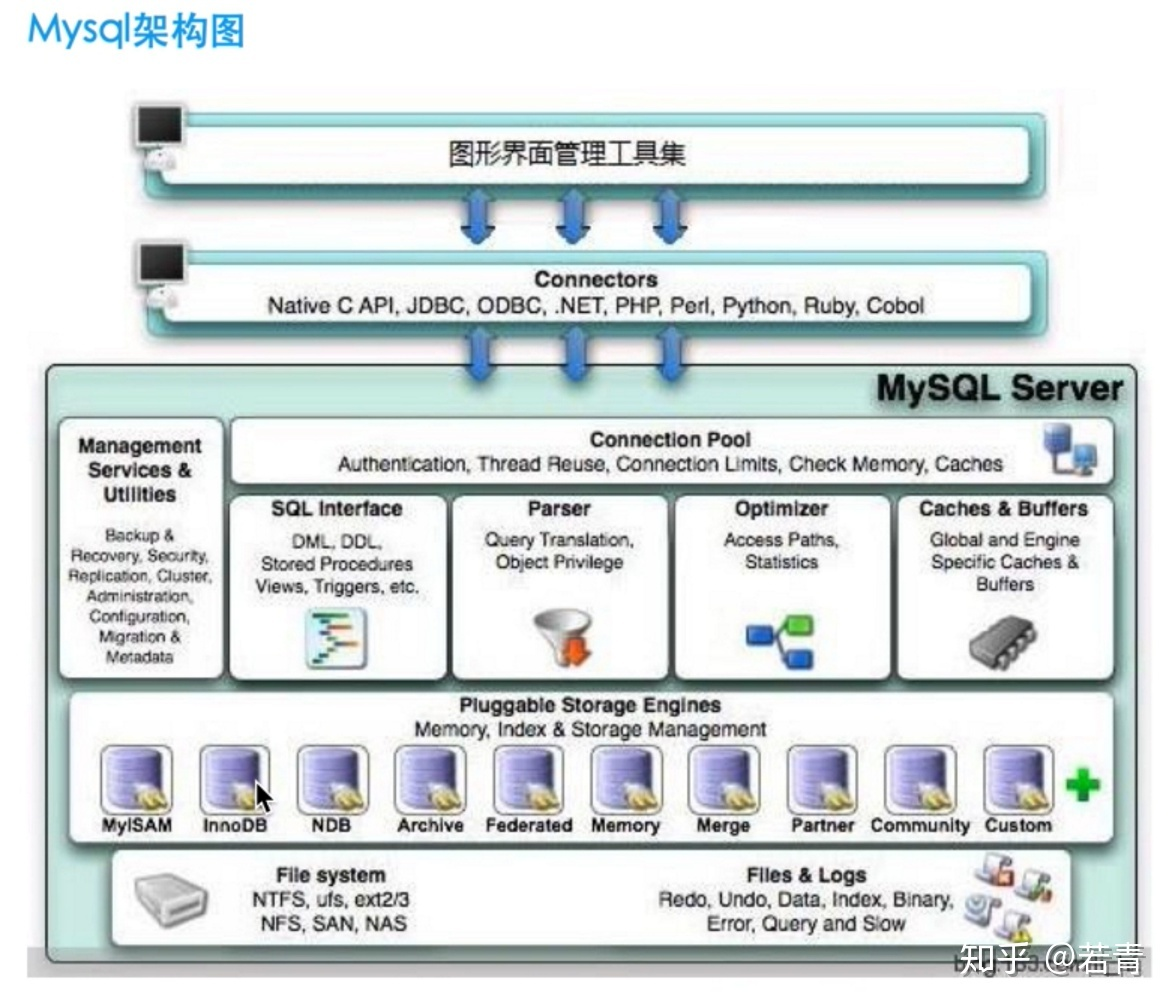 Mysql架构图
图形界面管理工具集
Connectors
Native C API, JDBC, ODBC, .NET, PHP, Perl, Python, Ruby, Cobol
MySQL Server
Management
Services &
Utilities
Backup &
Recovery, Security,
Replication, Cluster,
Administration,
Configuration,
Migration &
Metadata
Connection Pool
Authentication, Thread Reuse, Connection Limits, Check Memory, Caches
SQL Interface
DML, DDL,
Stored Procedures
Views, Triggers, etc.
Parser
Query Translation,
Object Privilege
Optimizer
Access Paths,
Statistics
Caches & Buffers
Global and Engine
Specific Caches &
Buffers
Pluggable Storage Engines
Memory, Index & Storage Management
MyISAM
InnoDB
NDB
Archive
Federated
Memory
Merge
Partner
Community
Custom
File system
NTFS, ufs, ext2/3
NFS, SAN, NAS
Files & Logs
Redo, Undo, Data, Index, Binary,
Error, Query and Slow
知乎 @若青